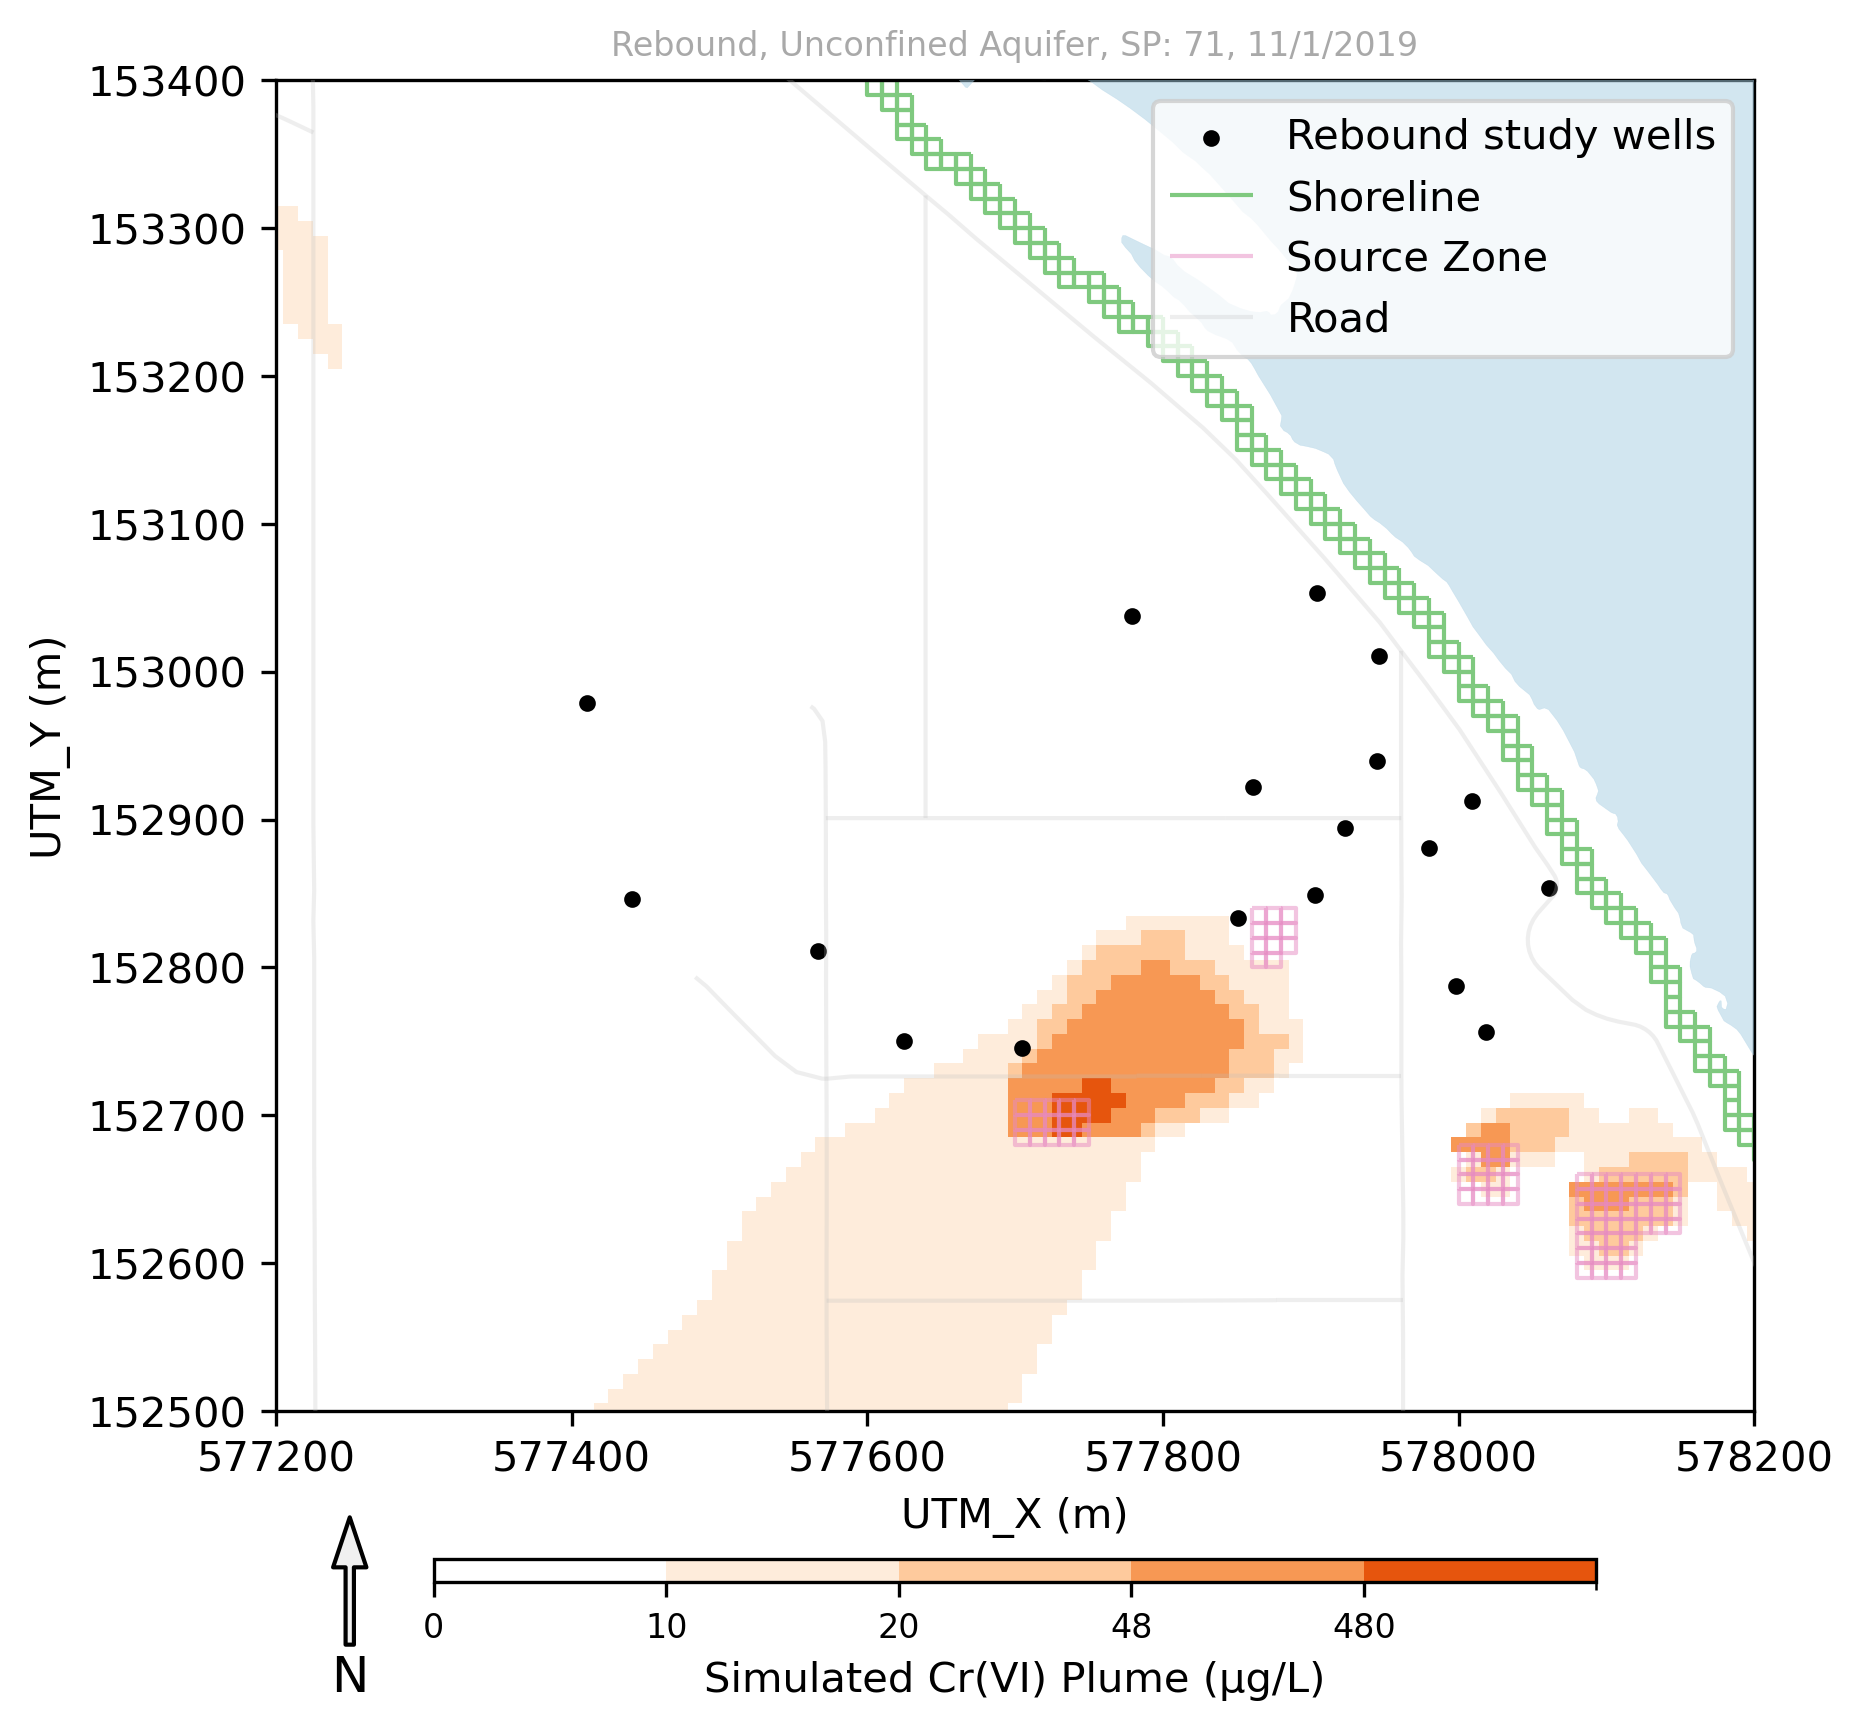 Rebound, Unconfined Aquifer, SP: 71, 11/1/2019
153400
153300
153200
153100
153000
152900
152800
152700
152600
152500
UTM_Y (m)
Rebound study wells
Shoreline
Source Zone
Road
577200 577400 577600 577800 578000 578200
UTM_X (m)
N
0 10 20 48 480
Simulated Cr(VI) Plume (μg/L)